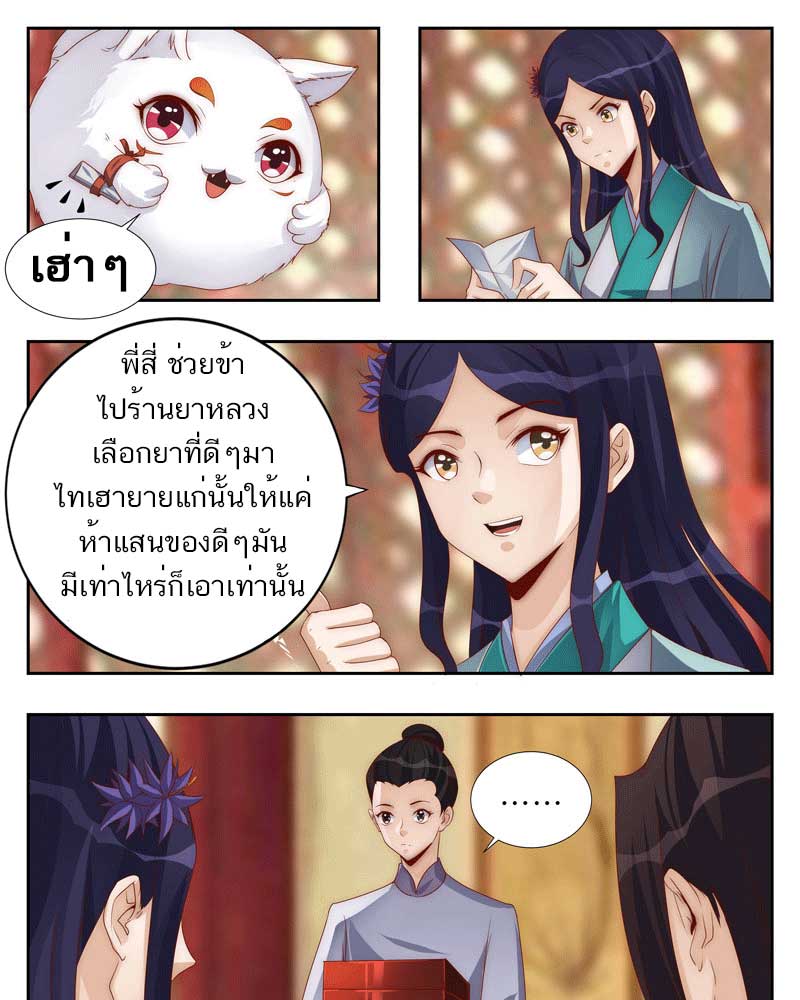 เฮ่าๆ
พี่สี่ ช่วยข้า
ไปร้านยาหลวง
เลือกยาที่ดีๆมา
ไทเฮายายแก่นั้นให้แค่
ห้าแสนของดีๆมัน
มีเท่าไหร่ก็เอาเท่านั้น
......